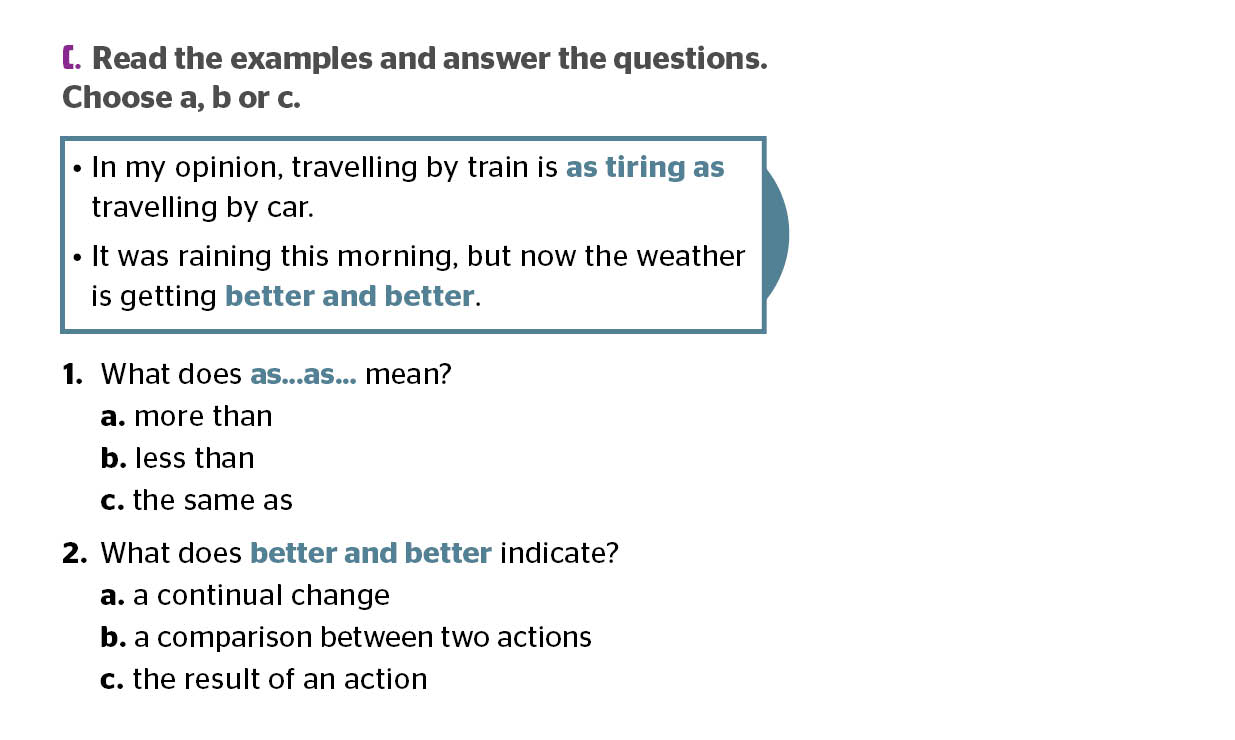 C. Read the examples and answer the questions.
Choose a, b or c.
• In my opinion, travelling by train is as tiring as
travelling by car.
• It was raining this morning, but now the weather
is getting better and better.
1. What does as...as... mean?
a. more than
b. less than
c. the same as
2. What does better and better indicate?
a. a continual change
b. a comparison between two actions
c. the result of an action